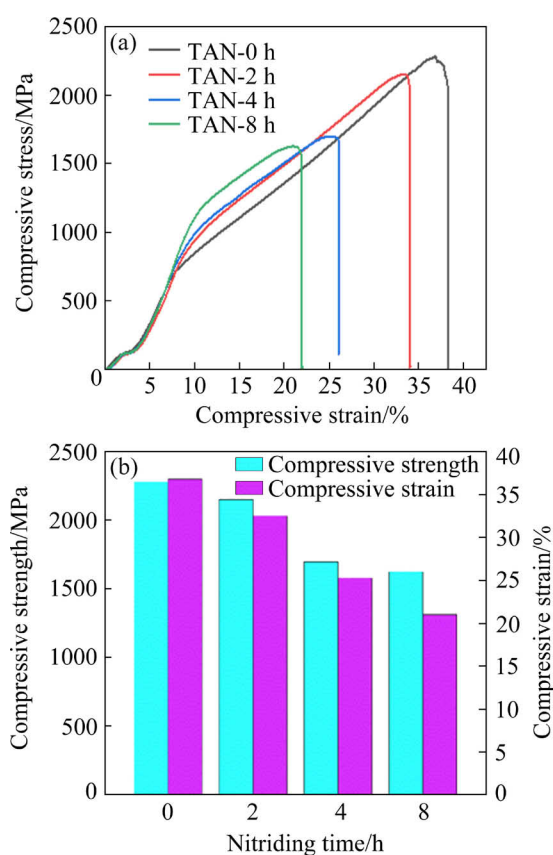 (a)
TAN-0 h
TAN-2 h
TAN-4 h
TAN-8 h
2500
2000
1500
1000
500
0
Compressive stress/MPa
5 10 15 20 25 30 35 40
Compressive strain/%
(b)
Compressive strength
Compressive strain
2500
2000
1500
1000
500
0
Compressive strength/MPa
40
35
30
25
20
15
10
5
0
Compressive strain/%
0 2 4 8
Nitriding time/h